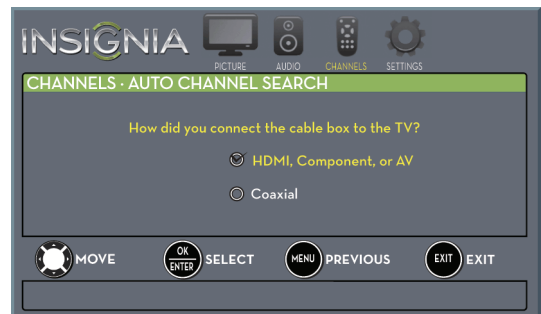 INSIGNIA
PICTURE AUDIO CHANNELS SETTINGS
CHANNELS · AUTO CHANNEL SEARCH
How did you connect the cable box to the TV?
HDMI, Component, or AV
Coaxial
MOVE OK ENTER SELECT MENU PREVIOUS EXIT EXIT